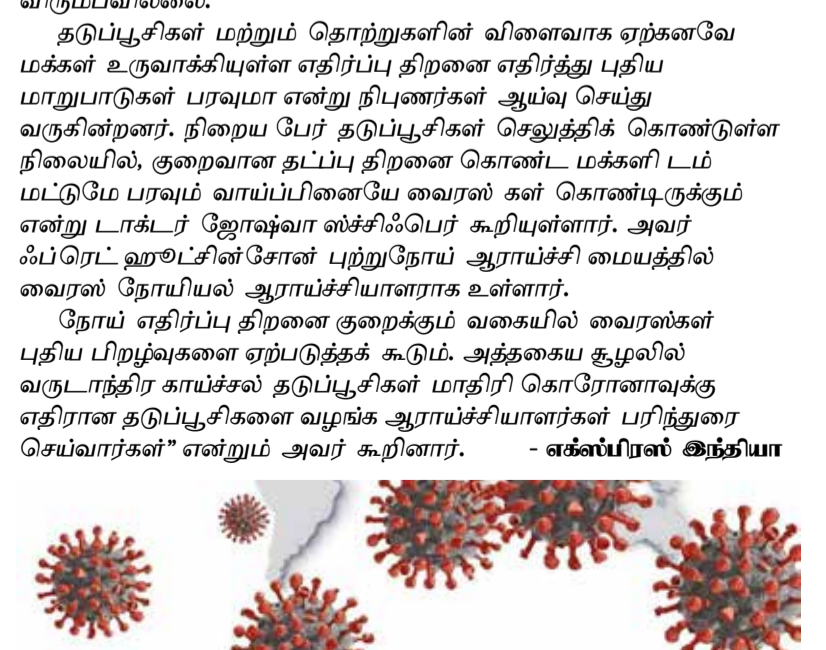 விரும்பவில்லை.
தடுப்பூசிகள் மற்றும் தொற்றுகளின் விளைவாக ஏற்கனவே
மக்கள் உருவாக்கியுள்ள எதிர்ப்பு திறனை எதிர்த்து புதிய
மாறுபாடுகள் பரவுமா என்று நிபுணர்கள் ஆய்வு செய்து
வருகின்றனர். நிறைய பேர் தடுப்பூசிகள் செலுத்திக் கொண்டுள்ள
நிலையில், குறைவான தட்ப்பு திறனை கொண்ட மக்களி டம்
மட்டுமே பரவும் வாய்ப்பினையே வைரஸ் கள் கொண்டிருக்கும்
என்று டாக்டர் ஜோஷ்வா ஸ்ச்சிஃபெர் கூறியுள்ளார். அவர்
ஃப்ரெட் ஹூட்சின்சோன் புற்றுநோய் ஆராய்ச்சி மையத்தில்
வைரஸ் நோயியல் ஆராய்ச்சியாளராக உள்ளார்.
நோய் எதிர்ப்பு திறனை குறைக்கும் வகையில் வைரஸ்கள்
புதிய பிறழ்வுகளை ஏற்படுத்தக் கூடும். அத்தகைய சூழலில்
வருடாந்திர காய்ச்சல் தடுப்பூசிகள் மாதிரி கொரோனாவுக்கு
எதிரான தடுப்பூசிகளை வழங்க ஆராய்ச்சியாளர்கள் பரிந்துரை
செய்வார்கள்” என்றும் அவர் கூறினார். - எக்ஸ்பிரஸ் இந்தியா